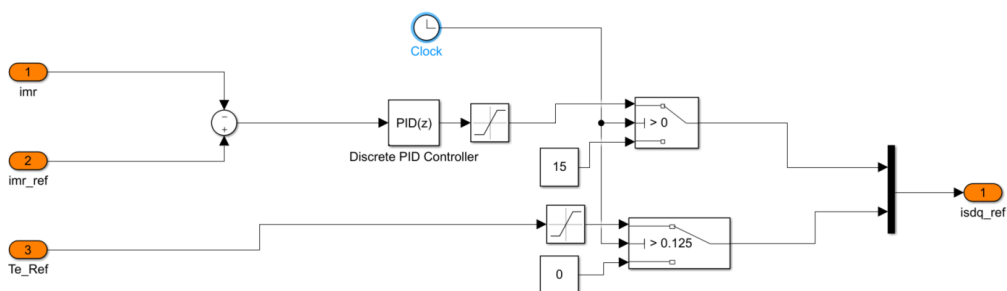 Clock
1
imr
PID(z)
Discrete PID Controller
> 0
2
imr_ref
15
1
isdq_ref
3
Te_Ref
> 0.125
0